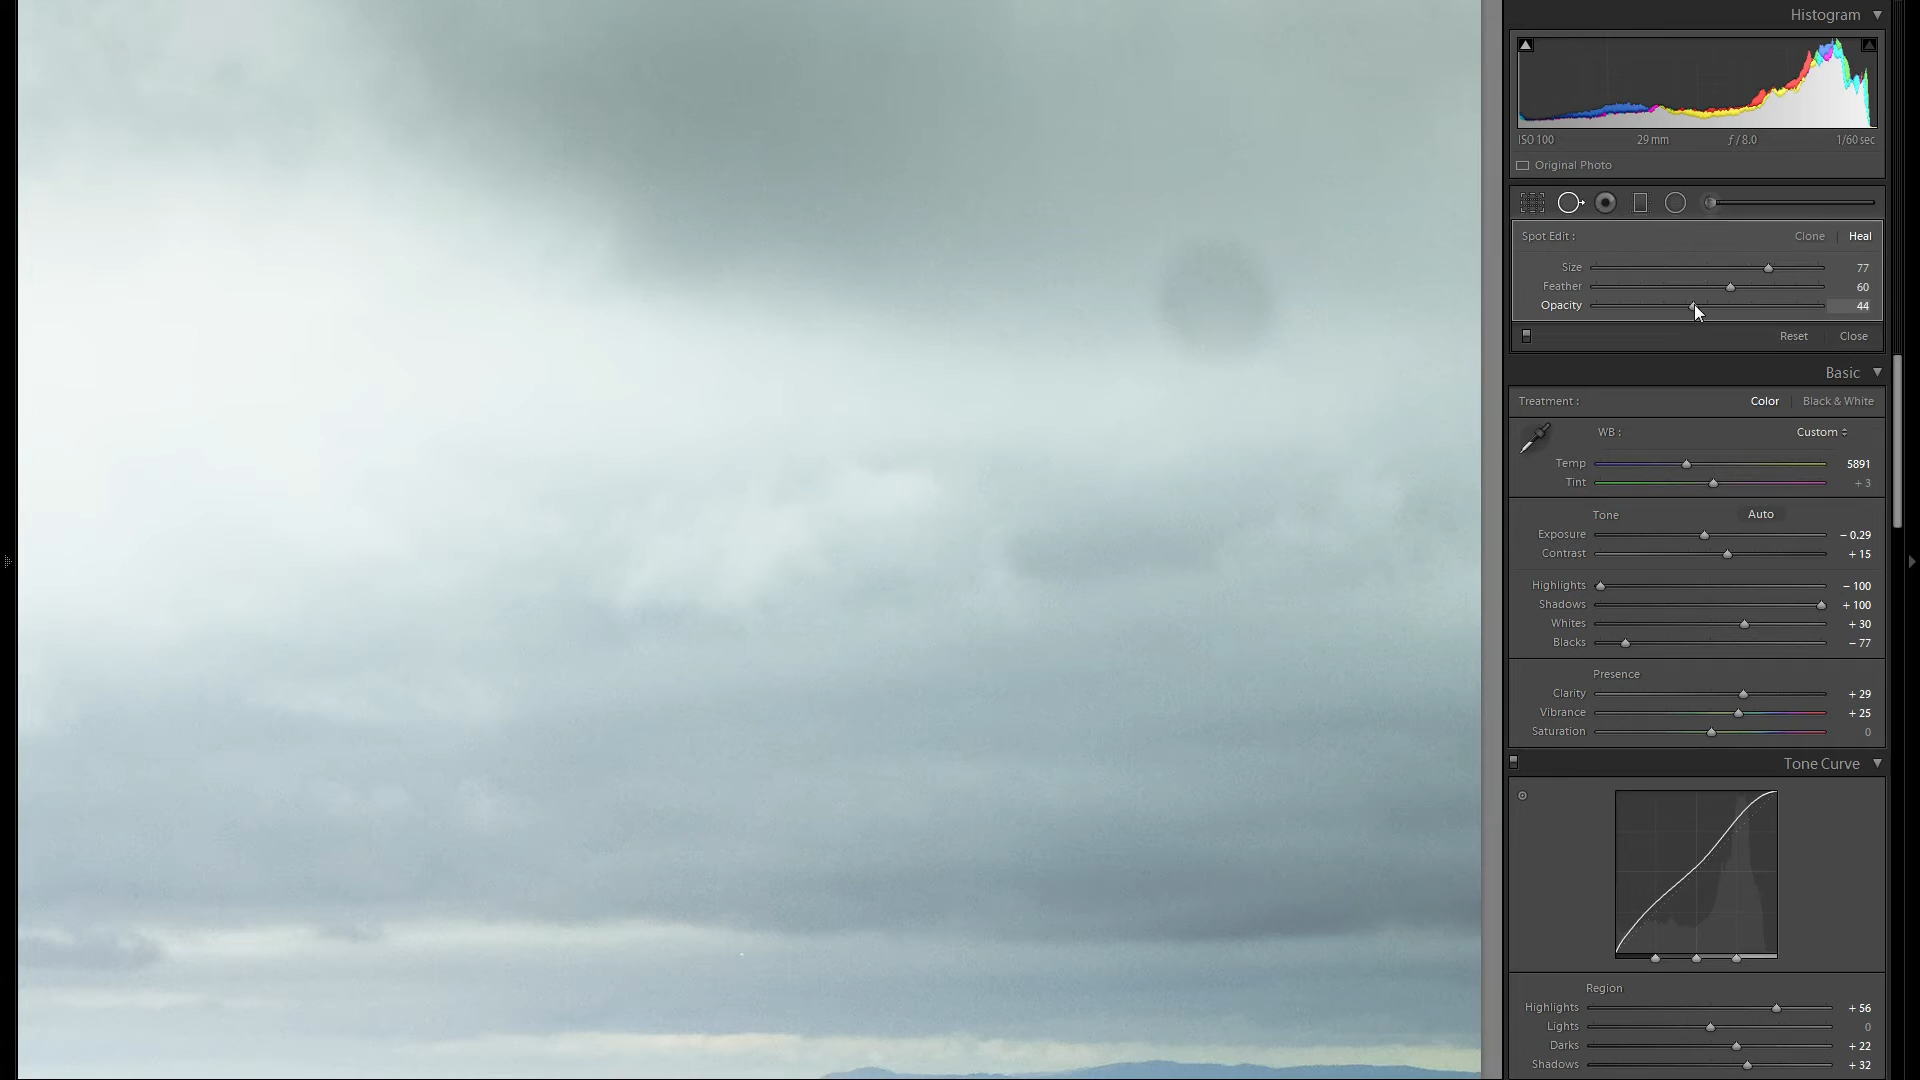 Histogram
ISO 100 29 mm ƒ / 8.0 1/60 sec
Original Photo
Spot Edit : Clone Heal
Size 77
Feather 60
Opacity 44
Reset Close
Basic
Treatment : Color Black & White
WB : Custom
Temp 5891
Tint + 3
Tone Auto
Exposure − 0.29
Contrast + 15
Highlights − 100
Shadows + 100
Whites + 30
Blacks − 77
Presence
Clarity + 29
Vibrance + 25
Saturation 0
Tone Curve
Region
Highlights + 56
Lights 0
Darks + 22
Shadows + 32